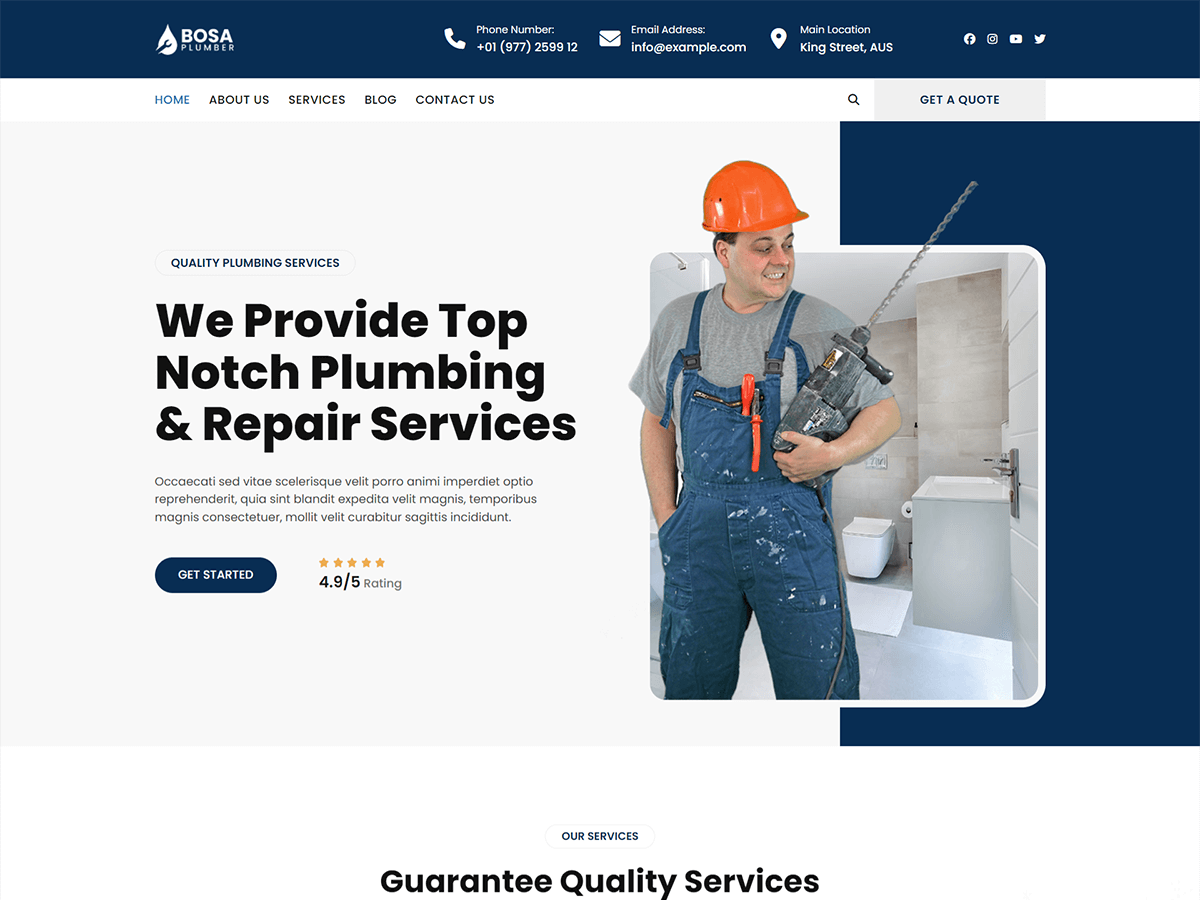 BOSA
PLUMBER
Phone Number:
+01 (977) 2599 12
Email Address:
info@example.com
Main Location
King Street, AUS
HOME
ABOUT US
SERVICES
BLOG
CONTACT US
GET A QUOTE
QUALITY PLUMBING SERVICES
We Provide Top
Notch Plumbing
& Repair Services
Occaecati sed vitae scelerisque velit porro animi imperdiet optio
reprehenderit, quia sint blandit expedita velit magnis, temporibus
magnis consectetuer, mollit velit curabitur sagittis incididunt.
GET STARTED
4.9/5 Rating
OUR SERVICES
Guarantee Quality Services